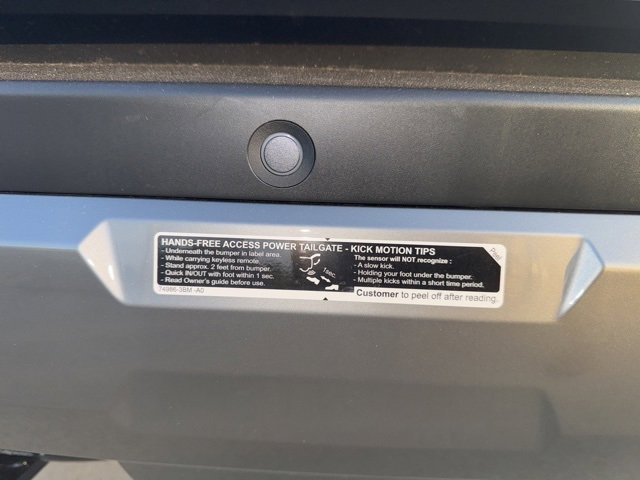 HANDS-FREE ACCESS POWER TAILGATE - KICK MOTION TIPS
- Underneath the bumper in label area.
- While carrying keyless remote.
- Stand approx. 2 feet from bumper.
- Quick IN/OUT with foot within 1 sec.
- Read Owner's guide before use.
1sec.
The sensor will NOT recognize :
- A slow kick.
- Holding your foot under the bumper.
- Multiple kicks within a short time period.
Peel
74986-3BM -A0
Customer to peel off after reading.